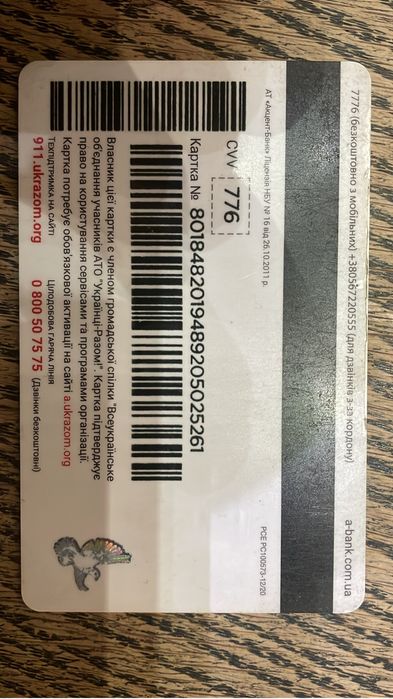 7776 (безкоштовно з мобільних) +380567220555 (для дзвінків з-за кордону) a-bank.com.ua
АТ «Акцент-Банк» Ліцензія НБУ № 16 від 26.10.2011 р. PCE PC100573-12/20
CVV 776
Картка № 8018482019489205025261
Власник цієї картки є членом громадської спілки "Всеукраїнське
об'єднання учасників АТО "Українці-Разом!". Картка підтверджує
право на користування сервісами та програмами організації.
Картка потребує обов'язкової активації на сайті a.ukrazom.org
ТЕХПІДТРИМКА НА САЙТІ ЦІЛОДОБОВА ГАРЯЧА ЛІНІЯ
911.ukrazom.org 0 800 50 75 75 (Дзвінки безкоштовні)